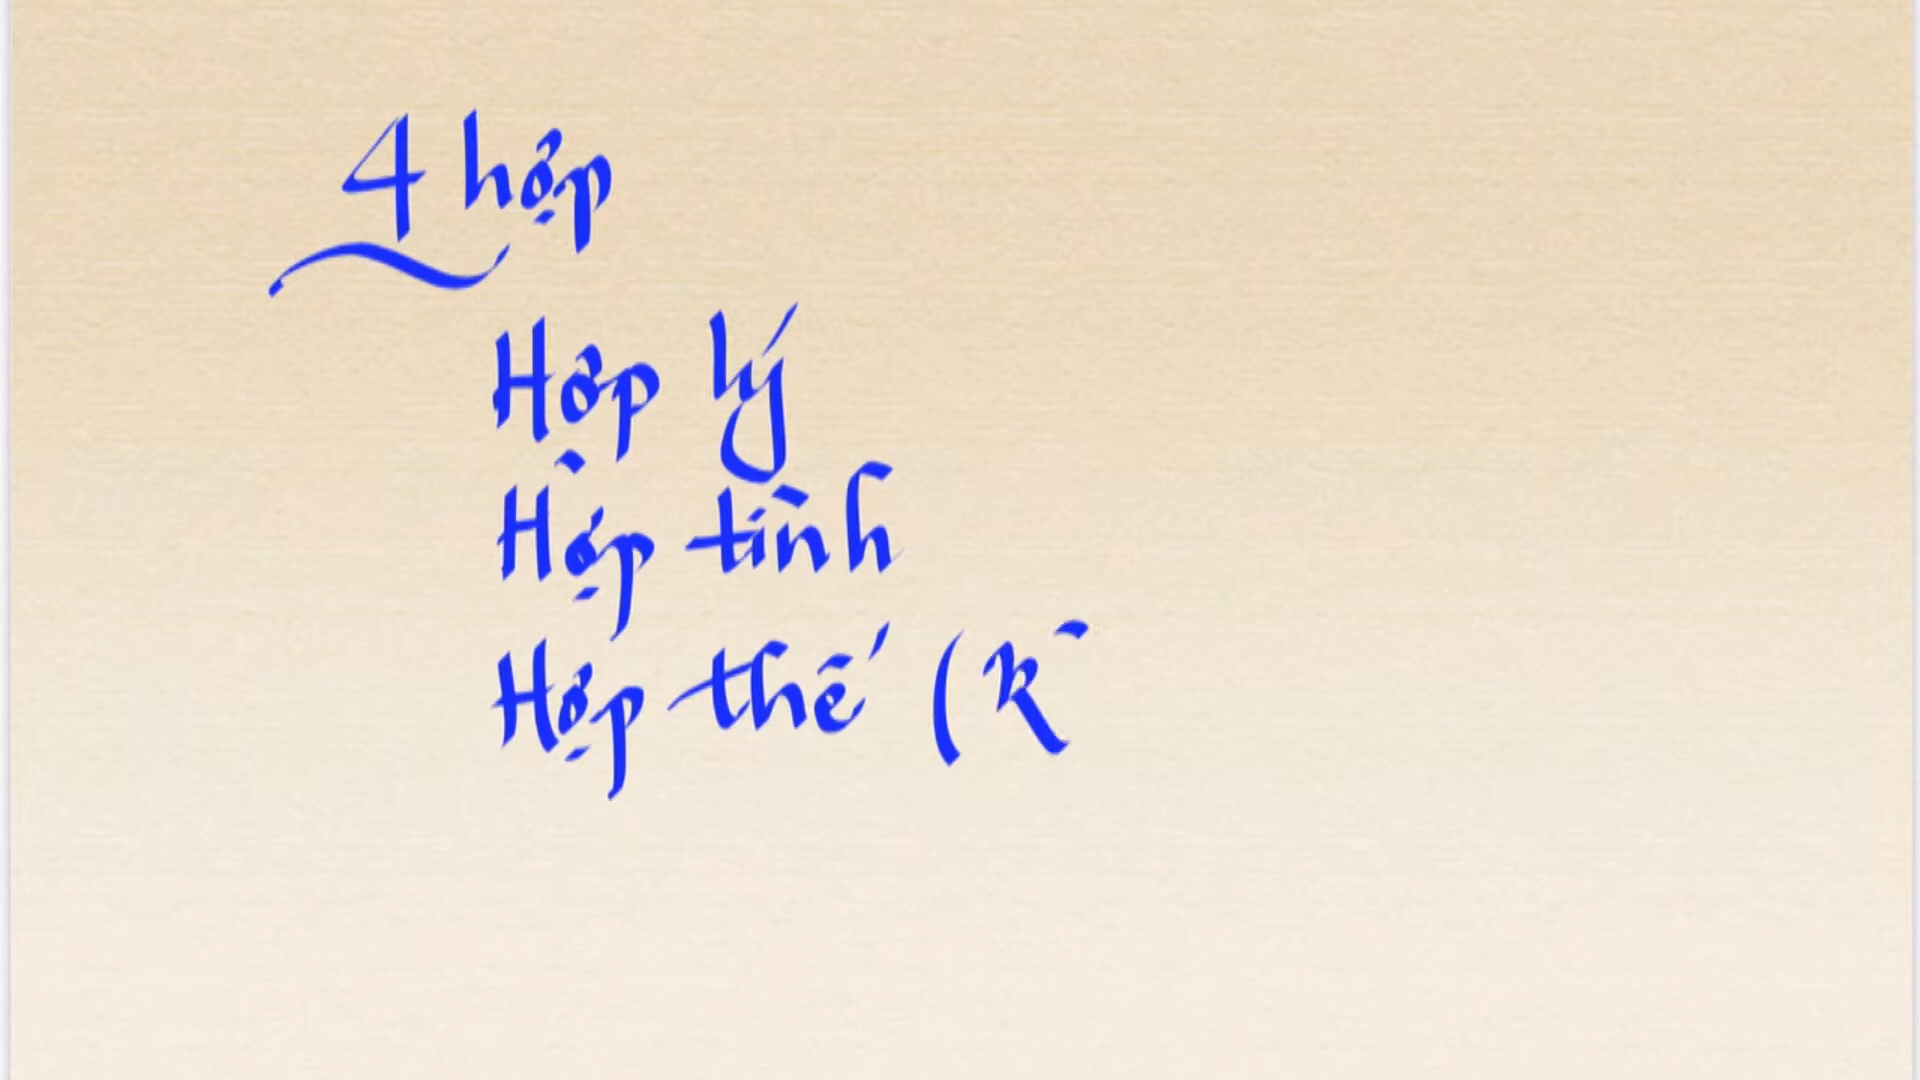 4 hợp
Hợp lý
Hợp tình
Hợp thế (k